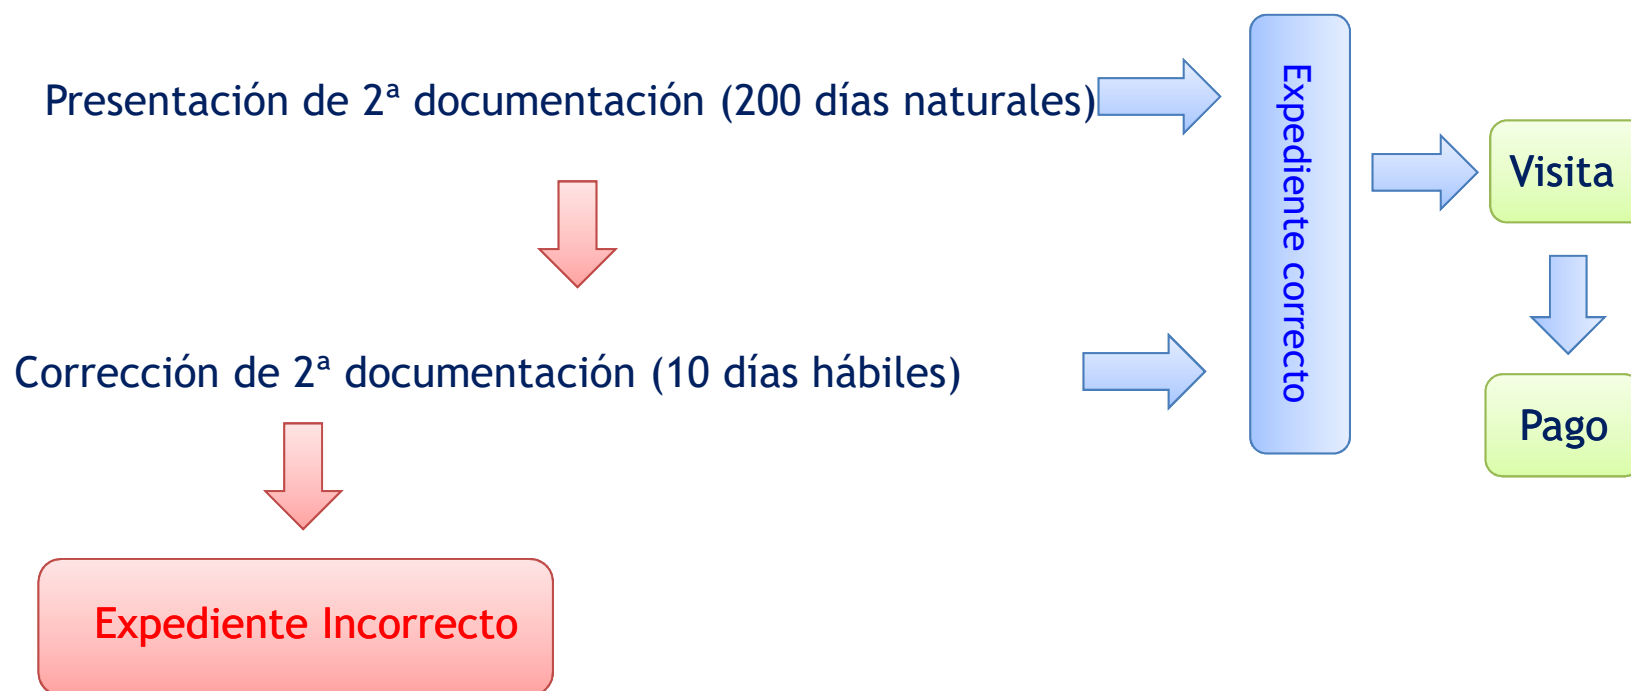 Presentación de 2ª documentación (200 días naturales)
Expediente correcto
Visita
Corrección de 2ª documentación (10 días hábiles)
Pago
Expediente Incorrecto